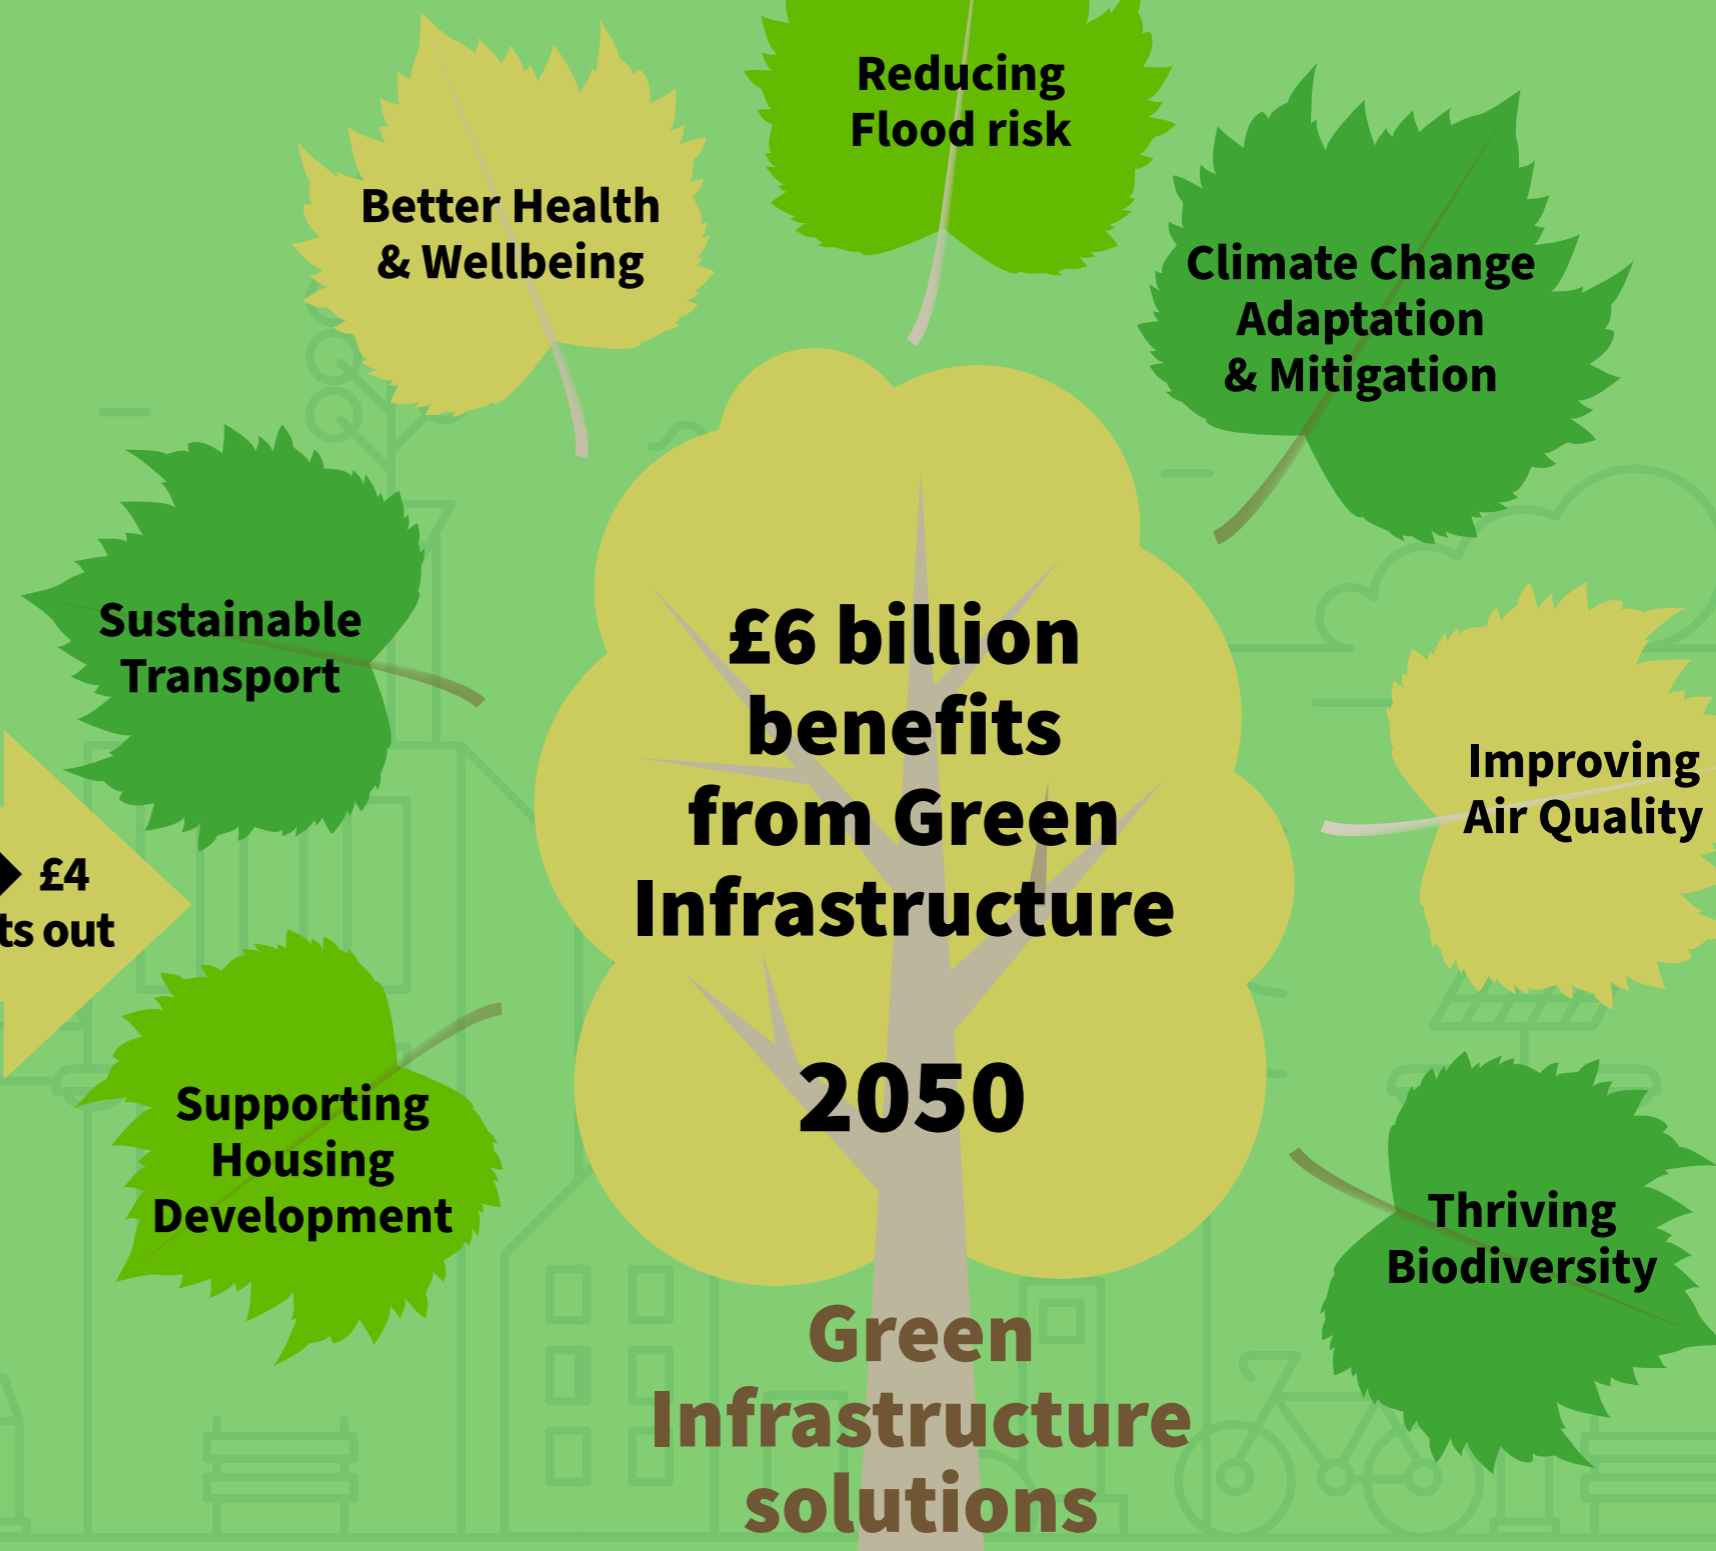 Reducing
Flood risk
Better Health
& Wellbeing
Climate Change
Adaptation
& Mitigation
Sustainable
Transport
£6 billion
benefits
from Green
Infrastructure
2050
Improving
Air Quality
£4
out
Supporting
Housing
Development
Thriving
Biodiversity
Green
Infrastructure
solutions